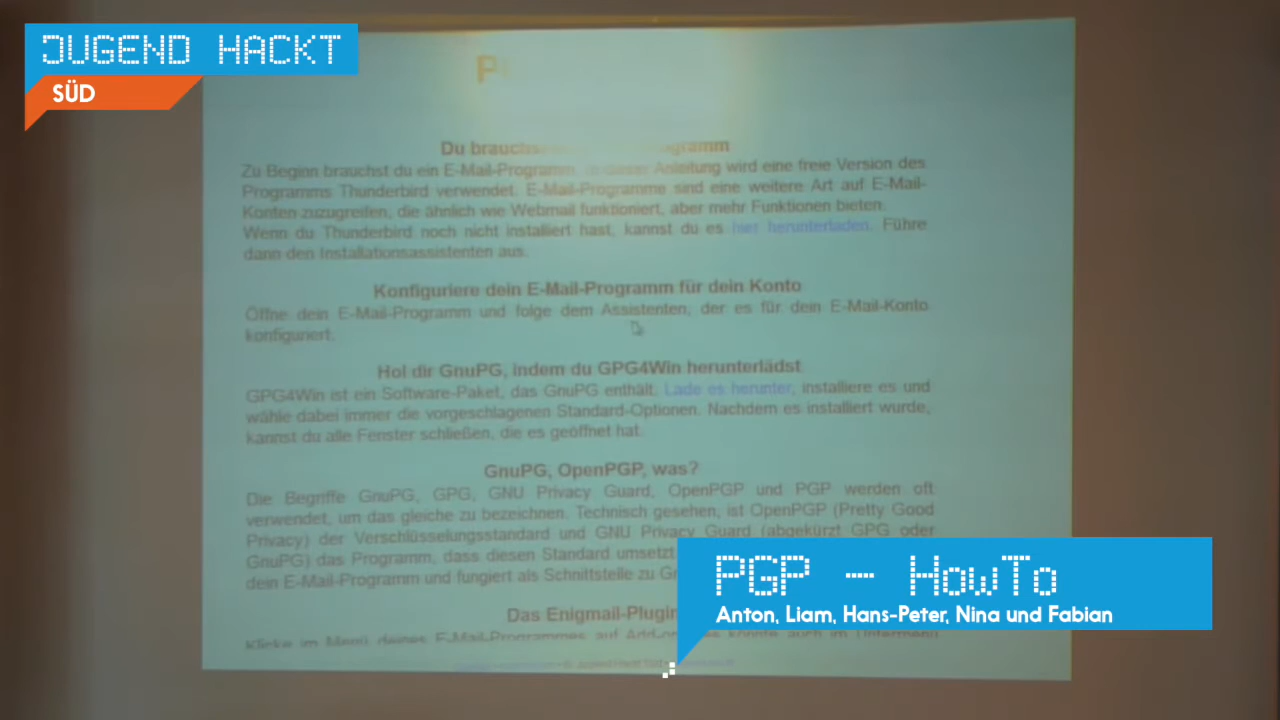 JUGEND HACKT
SÜD
P
Du brauchs
gramm
Zu Beginn brauchst du ein E-Mail-Programm. Anleitung wird eine freie Version des
Programms Thunderbird verwendet. E-Mail-Programme sind eine weitere Art auf E-Mail-
Konten zuzugreifen, die ähnlich wie Webmail funktioniert, aber mehr Funktionen bieten.
Wenn du Thunderbird noch nicht installiert hast, kannst du es hier herunterladen. Führe
dann den Installationsassistenten aus.
Konfiguriere dein E-Mail-Programm für dein Konto
Öffne dein E-Mail-Programm und folge dem Assistenten, der es für dein E-Mail-Konto
konfiguriert.
Hol dir GnuPG, indem du GPG4Win herunterlädst
GPG4Win ist ein Software-Paket, das GnuPG enthält. Lade es herunter, installiere es und
wähle dabei immer die vorgeschlagenen Standard-Optionen. Nachdem es installiert wurde,
kannst du alle Fenster schließen, die es geöffnet hat.
GnuPG, OpenPGP, was?
Die Begriffe GnuPG, GPG, GNU Privacy Guard, OpenPGP und PGP werden oft
verwendet, um das gleiche zu bezeichnen. Technisch gesehen, ist OpenPGP (Pretty Good
Privacy) der Verschlüsselungsstandard und GNU Privacy Guard (abgekürzt GPG oder
GnuPG) das Programm, dass diesen Standard umsetzt
dein E-Mail-Programm und fungiert als Schnittstelle zu G
Das Enigmail-Plugin
Klicke im Menü deines E-Mail-Programmes auf
PGP - HowTo
Anton, Liam, Hans-Peter, Nina und Fabian